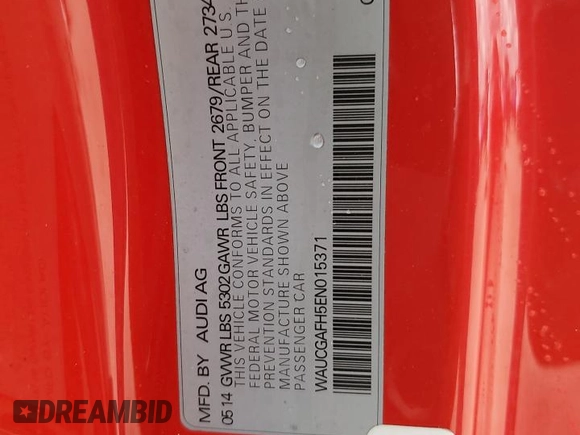 MFD. BY AUDI AG
0514 GVWR LBS 5302 GAWR LBS FRONT 2679/REAR 2734
THIS VEHICLE CONFORMS TO ALL APPLICABLE U.S.
FEDERAL MOTOR VEHICLE SAFETY, BUMPER AND TH
PREVENTION STANDARDS IN EFFECT ON THE DATE
MANUFACTURE SHOWN ABOVE
PASSENGER CAR
WAUCGAFH5EN015371
DREAMBID